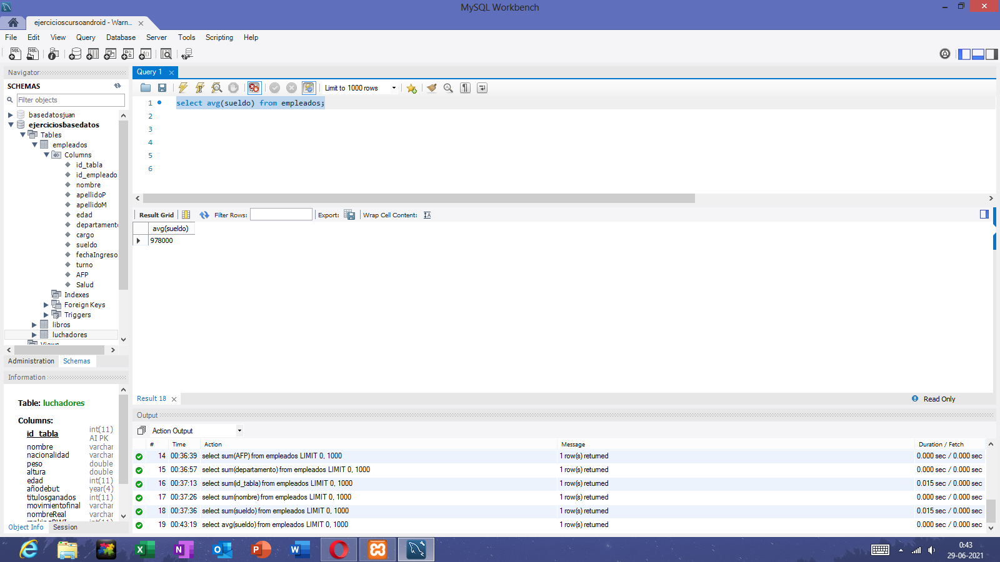 MySQL Workbench
ejercicioscursoandroid - Warn...
File Edit View Query Database Server Tools Scripting Help
Navigator
SCHEMAS
Filter objects
basedatosjuan
ejerciciosbasedatos
Tables
empleados
Columns
id_tabla
id_empleado
nombre
apellidoP
apellidoM
edad
departament
cargo
sueldo
fechaIngreso
turno
AFP
Salud
Indexes
Foreign Keys
Triggers
libros
luchadores
Views
Administration Schemas
Information
Table: luchadores
Columns:
id_tabla int(11)
AI PK
nombre varchar
nacionalidad varchar
peso double
altura double
edad int(11)
añodebut year(4)
titulosganados int(11)
movimientofinal varchar
nombreReal varchar
Object Info Session
Query 1
Limit to 1000 rows
1 select avg(sueldo) from empleados;
2
3
4
5
6
Result Grid Filter Rows: Export: Wrap Cell Content:
avg(sueldo)
978000
Result 18 Read Only
Output
Action Output
# Time Action Message Duration / Fetch
14 00:36:39 select sum(AFP) from empleados LIMIT 0, 1000 1 row(s) returned 0.000 sec / 0.000 sec
15 00:36:57 select sum(departamento) from empleados LIMIT 0, 1000 1 row(s) returned 0.000 sec / 0.000 sec
16 00:37:13 select sum(id_tabla) from empleados LIMIT 0, 1000 1 row(s) returned 0.015 sec / 0.000 sec
17 00:37:26 select sum(nombre) from empleados LIMIT 0, 1000 1 row(s) returned 0.000 sec / 0.000 sec
18 00:37:36 select sum(sueldo) from empleados LIMIT 0, 1000 1 row(s) returned 0.015 sec / 0.000 sec
19 00:43:19 select avg(sueldo) from empleados LIMIT 0, 1000 1 row(s) returned 0.000 sec / 0.000 sec
0:43
29-06-2021